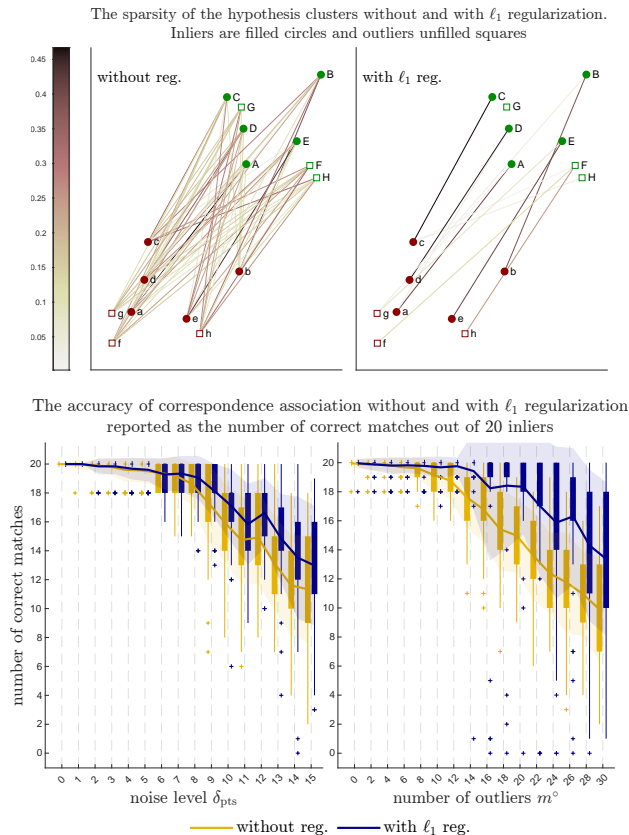 The sparsity of the hypothesis clusters without and with ℓ₁ regularization.
Inliers are filled circles and outliers unfilled squares
0.45
0.4
0.35
0.3
0.25
0.2
0.15
0.1
0.05
without reg.
B
C
G
D
E
A
F
H
c
d
b
g
a
e
f
h
with ℓ₁ reg.
B
C
G
D
E
A
F
H
c
d
b
g
a
e
f
h
The accuracy of correspondence association without and with ℓ₁ regularization
reported as the number of correct matches out of 20 inliers
number of correct matches
20
18
16
14
12
10
8
6
4
2
0
0 1 2 3 4 5 6 7 8 9 10 11 12 13 14 15
noise level δpts
20
18
16
14
12
10
8
6
4
2
0
0 2 4 6 8 10 12 14 16 18 20 22 24 26 28 30
number of outliers m°
without reg. with ℓ₁ reg.